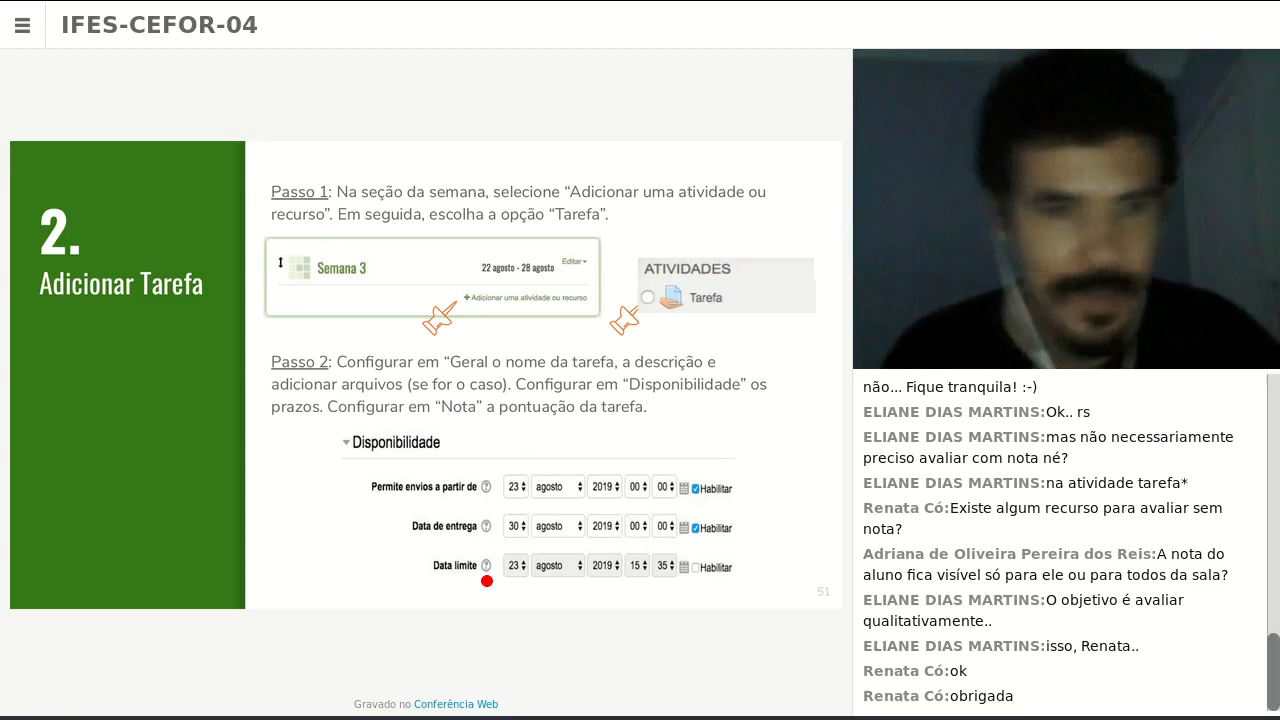 IFES-CEFOR-04
2.
Adicionar Tarefa
Passo 1: Na seção da semana, selecione “Adicionar uma atividade ou
recurso”. Em seguida, escolha a opção “Tarefa”.
Semana 3
22 agosto - 28 agosto
Editar
+Adicionar uma atividade ou recurso
ATIVIDADES
Tarefa
Passo 2: Configurar em “Geral o nome da tarefa, a descrição e
adicionar arquivos (se for o caso). Configurar em “Disponibilidade” os
prazos. Configurar em “Nota” a pontuação da tarefa.
Disponibilidade
Permite envios a partir de ? 23 agosto 2019 00 00 Habilitar
Data de entrega ? 30 agosto 2019 00 00 Habilitar
Data limite ? 23 agosto 2019 15 35 Habilitar
51
Gravado no Conferência Web
não... Fique tranquila! :-)
ELIANE DIAS MARTINS:Ok.. rs
ELIANE DIAS MARTINS:mas não necessariamente
preciso avaliar com nota né?
ELIANE DIAS MARTINS:na atividade tarefa*
Renata Có:Existe algum recurso para avaliar sem
nota?
Adriana de Oliveira Pereira dos Reis:A nota do
aluno fica visível só para ele ou para todos da sala?
ELIANE DIAS MARTINS:O objetivo é avaliar
qualitativamente..
ELIANE DIAS MARTINS:isso, Renata..
Renata Có:ok
Renata Có:obrigada